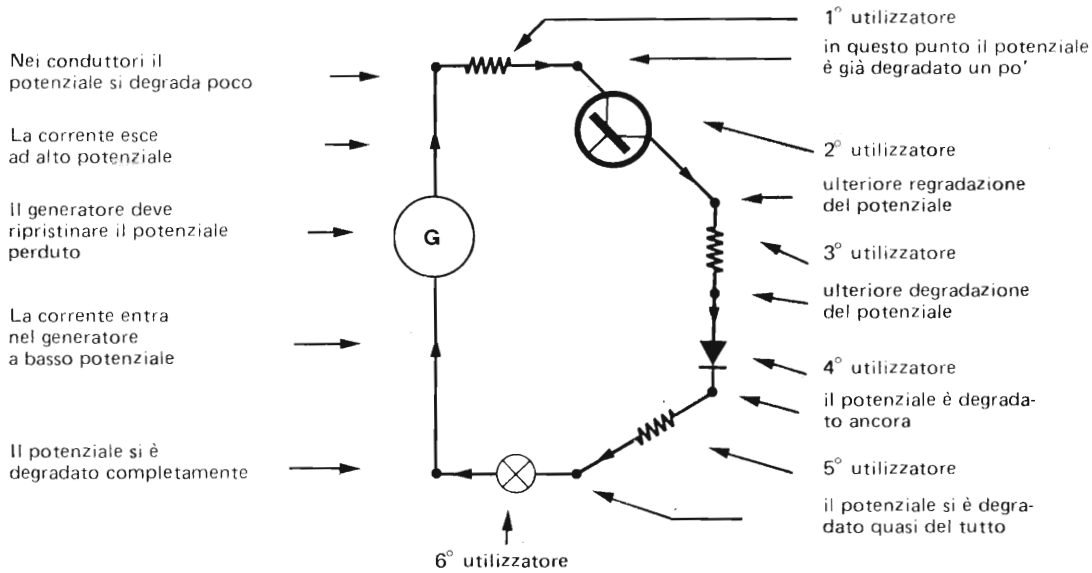 Nei conduttori il
potenziale si degrada poco
La corrente esce
ad alto potenziale
Il generatore deve
ripristinare il potenziale
perduto
La corrente entra
nel generatore
a basso potenziale
Il potenziale si è
degradato completamente
G
1° utilizzatore
in questo punto il potenziale
è già degradato un po'
2° utilizzatore
ulteriore regradazione
del potenziale
3° utilizzatore
ulteriore degradazione
del potenziale
4° utilizzatore
il potenziale è degrada-
to ancora
5° utilizzatore
il potenziale si è degra-
dato quasi del tutto
6° utilizzatore